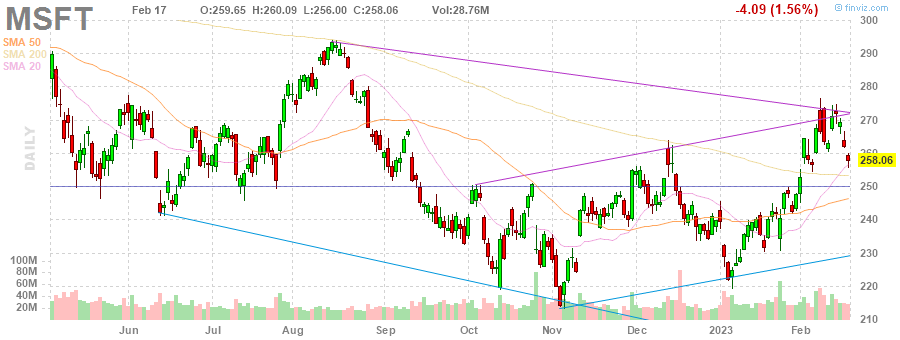 MSFT Feb 17 O:259.65 H:260.09 L:256.00 C:258.06 Vol:28.76M -4.09 (1.56%) © finviz.com
SMA 50
SMA 200
SMA 20
DAILY
300
290
280
270
260
258.06
250
240
230
220
210
100M
80M
60M
40M
20M
Jun Jul Aug Sep Oct Nov Dec 2023 Feb